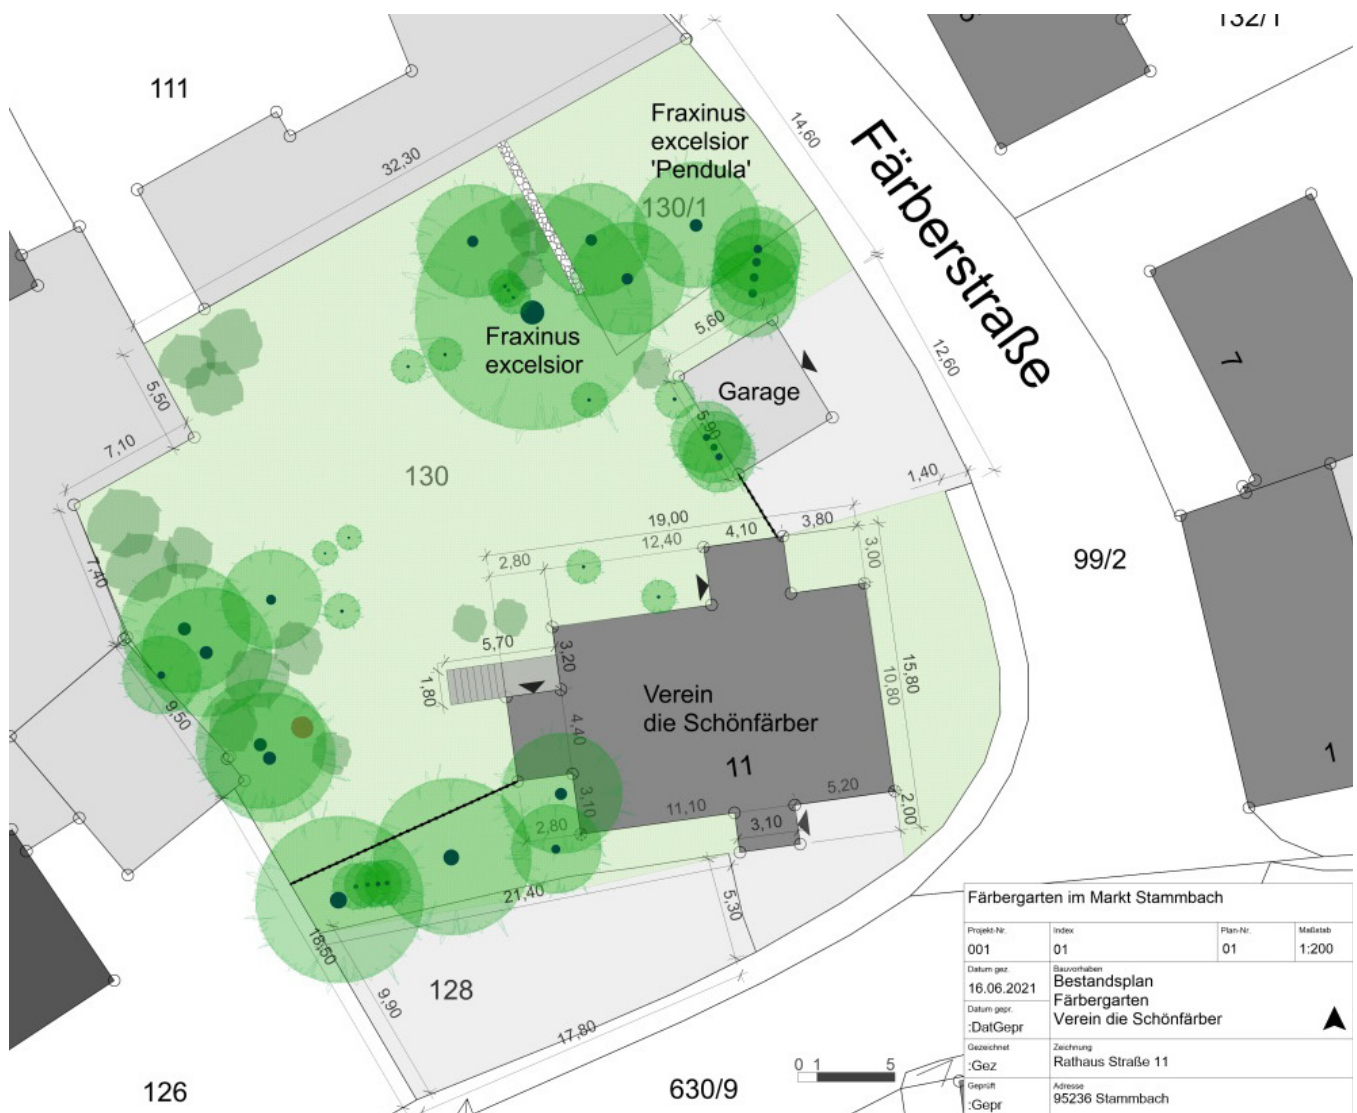 132/1
111
Fraxinus
excelsior
'Pendula'
14,60
32,30
Färberstraße
130/1
5,60
12,60
7
Fraxinus
excelsior
Garage
5,50
5,90
7,10
130
1,40
19,00
4,10
3,80
12,40
2,80
3,00
99/2
7,40
5,70
3,20
1,80
15,80
10,80
Verein
die Schönfärber
9,50
4,40
11
5,20
1
3,10
11,10
2,00
2,80
3,10
21,40
5,30
18,50
9,90
128
17,80
126
630/9
0 1 5
Färbergarten im Markt Stammbach
Projekt-Nr. Index Plan-Nr. Maßstab
001 01 01 1:200
Datum gez. Bauvorhaben
16.06.2021 Bestandsplan
Färbergarten
Datum gepr.
:DatGepr Verein die Schönfärber
Gezeichnet Zeichnung
:Gez Rathaus Straße 11
Geprüft Adresse
:Gepr 95236 Stammbach